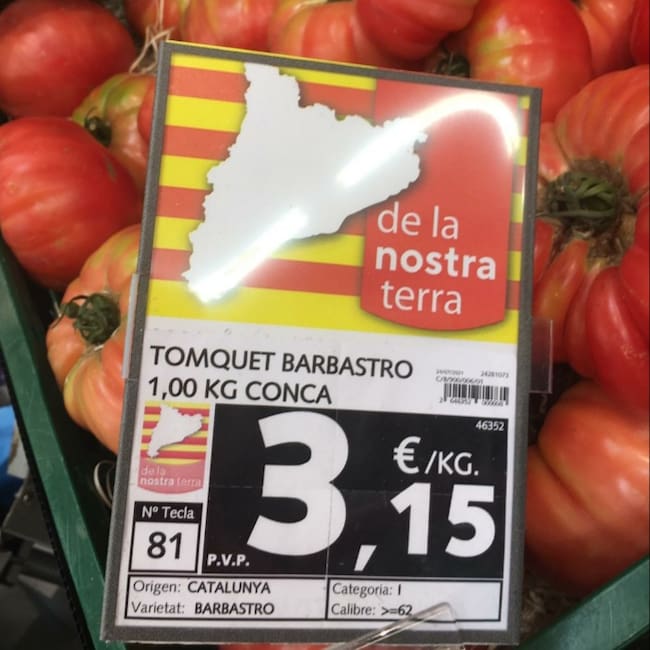 de la
nostra
terra
TOMQUET BARBASTRO
1,00 KG CONCA
24281073
46352
de la
nostra terra
3,15 €/KG.
Nº Tecla
81
P.V.P.
Origen: CATALUNYA
Categoria: I
Varietat: BARBASTRO
Calibre: >=62